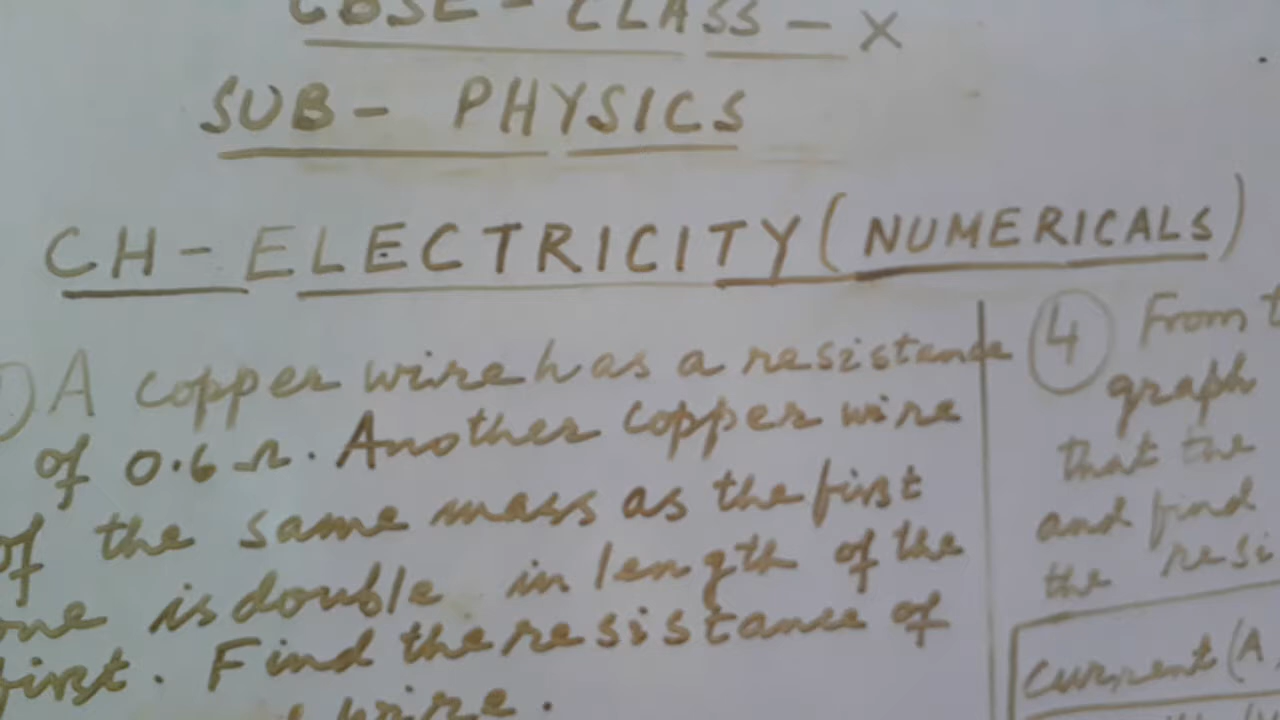 CBSE - CLASS - X
SUB - PHYSICS
CH - ELECTRICITY (NUMERICALS)
) A copper wire has a resistance
of 0.6 Ω. Another copper wire
of the same mass as the first
one is double in length of the
first. Find the resistance of
wire.
4 From t
graph
that the
and find
the resi
Current (A